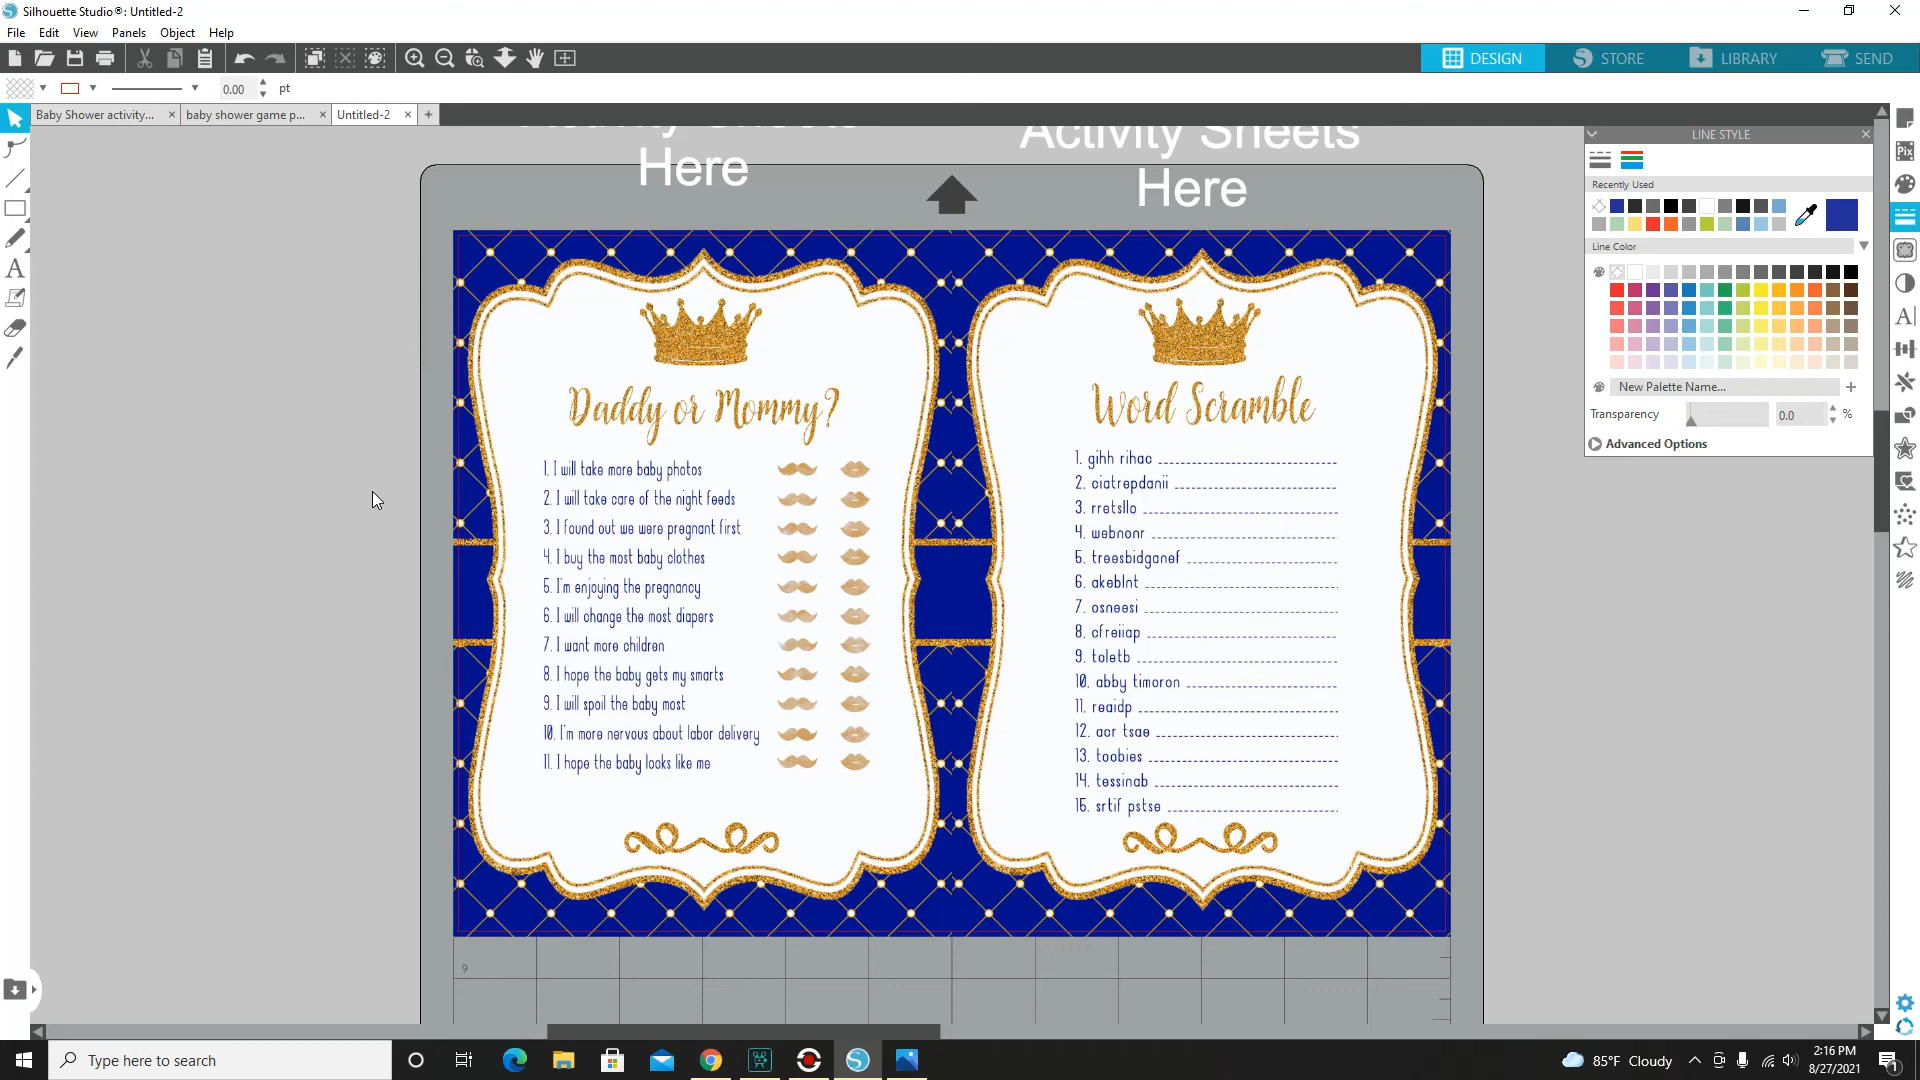 Silhouette Studio®: Untitled-2
File Edit View Panels Object Help
DESIGN STORE LIBRARY SEND
0.00 pt
Baby Shower activity... baby shower game p... Untitled-2
Activity Sheets
Here
Activity Sheets
Here
Daddy or Mommy?
1. I will take more baby photos
2. I will take care of the night feeds
3. I found out we were pregnant first
4. I buy the most baby clothes
5. I'm enjoying the pregnancy
6. I will change the most diapers
7. I want more children
8. I hope the baby gets my smarts
9. I will spoil the baby most
10. I'm more nervous about labor delivery
11. I hope the baby looks like me
Word Scramble
1. gihh rihac
2. ciatrepdanii
3. rretsllo
4. webnonr
5. treesbidganef
6. akeblnt
7. osneesi
8. cfreiiap
9. toletb
10. abby timoron
11. reaidp
12. acr tsae
13. toobies
14. tessinab
15. srtif pstse
9
LINE STYLE
Recently Used
Line Color
New Palette Name...
Transparency 0.0 %
Advanced Options
Pix
A
A
Type here to search
85°F Cloudy
2:16 PM
8/27/2021
1